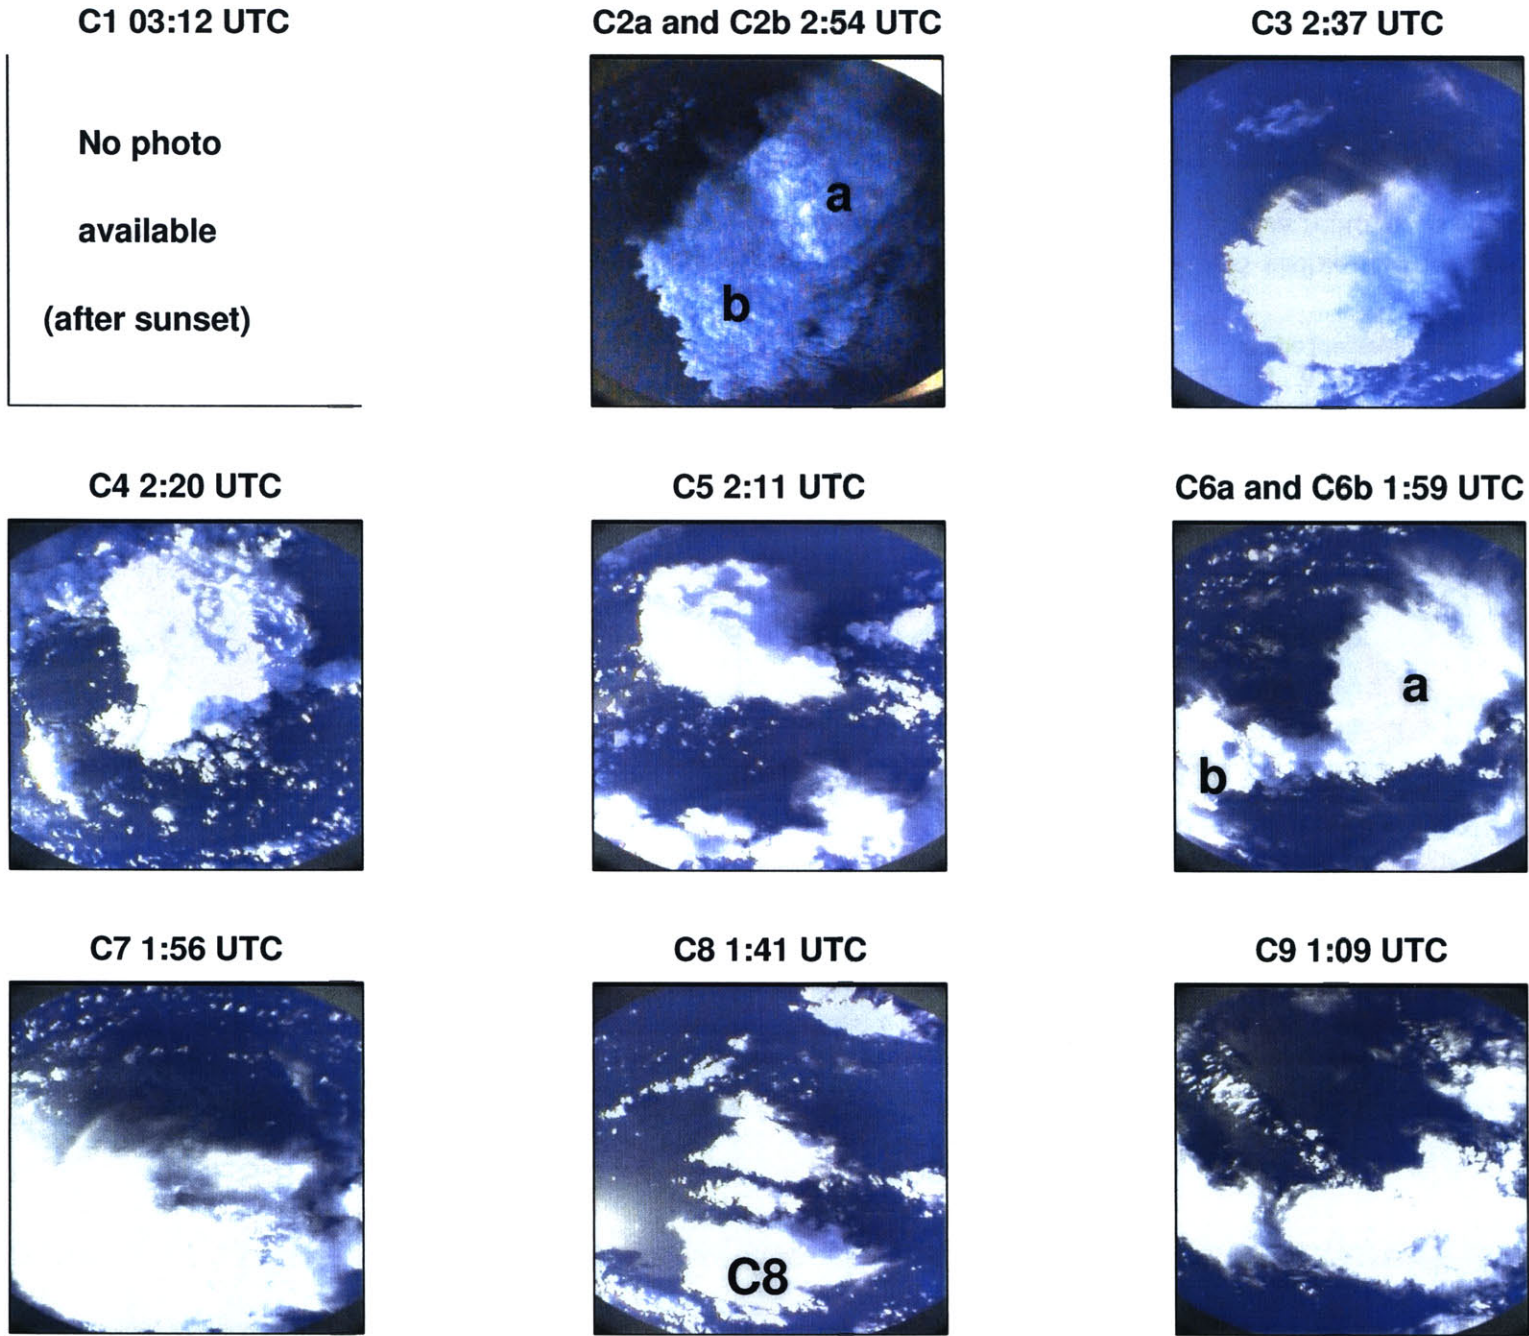 C1 03:12 UTC
C2a and C2b 2:54 UTC
C3 2:37 UTC
No photo
available
(after sunset)
a
b
C4 2:20 UTC
C5 2:11 UTC
C6a and C6b 1:59 UTC
a
b
C7 1:56 UTC
C8 1:41 UTC
C9 1:09 UTC
C8